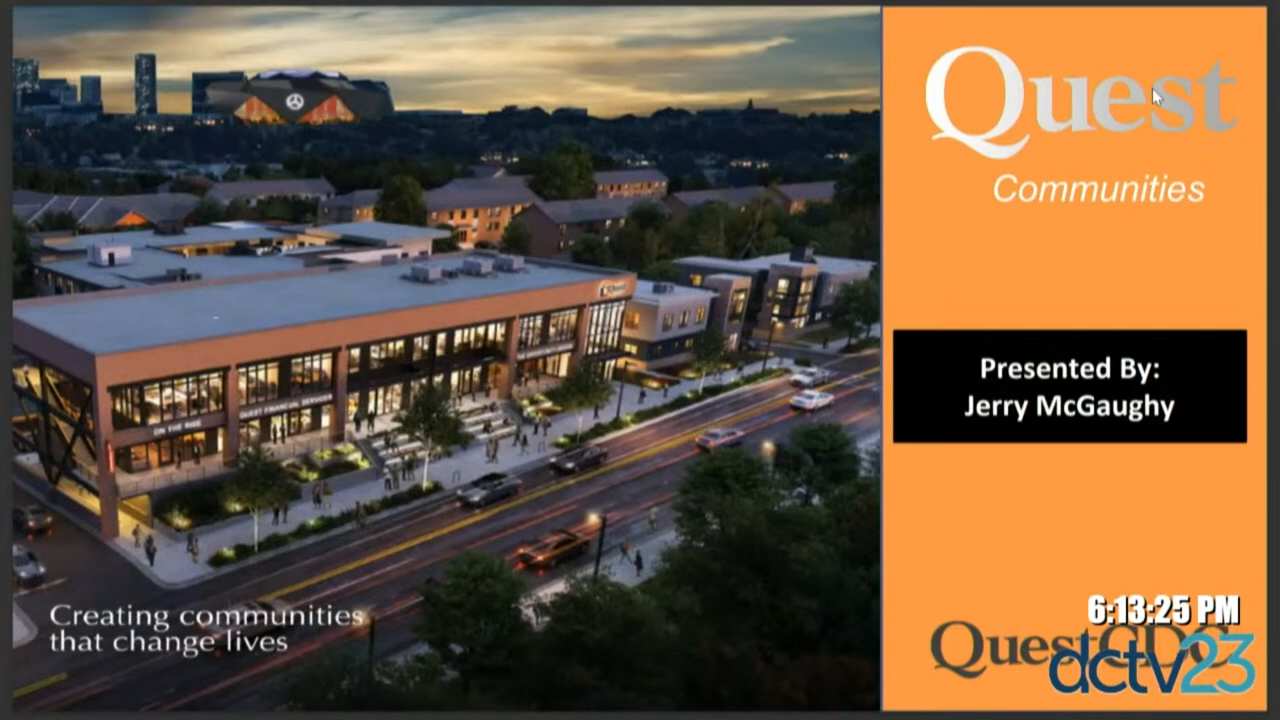 Quest
Communities
Quest
ON THE RISE
QUEST FINANCIAL SERVICES
Presented By:
Jerry McGaughy
Creating communities
that change lives
6:13:25 PM
QuestCDC
dctv23